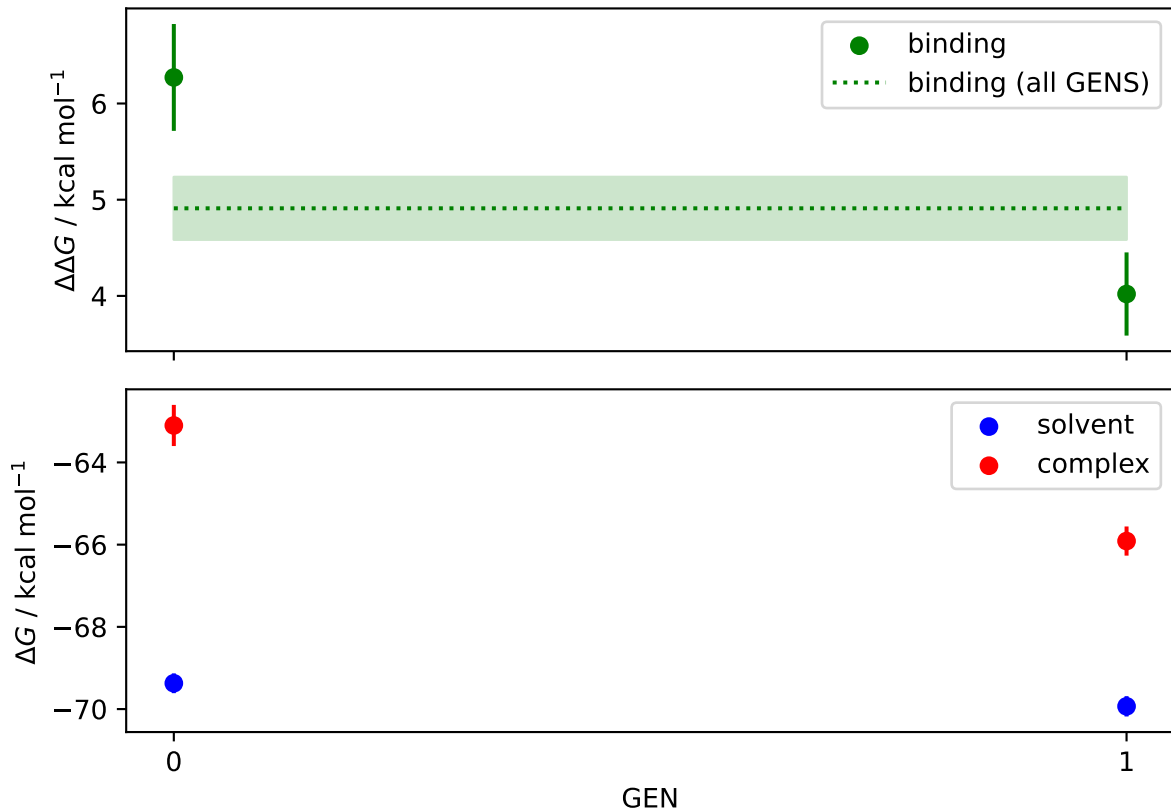 binding
binding (all GENS)
6
5
4
ΔΔG / kcal mol⁻¹
solvent
complex
−64
−66
−68
−70
ΔG / kcal mol⁻¹
0
1
GEN